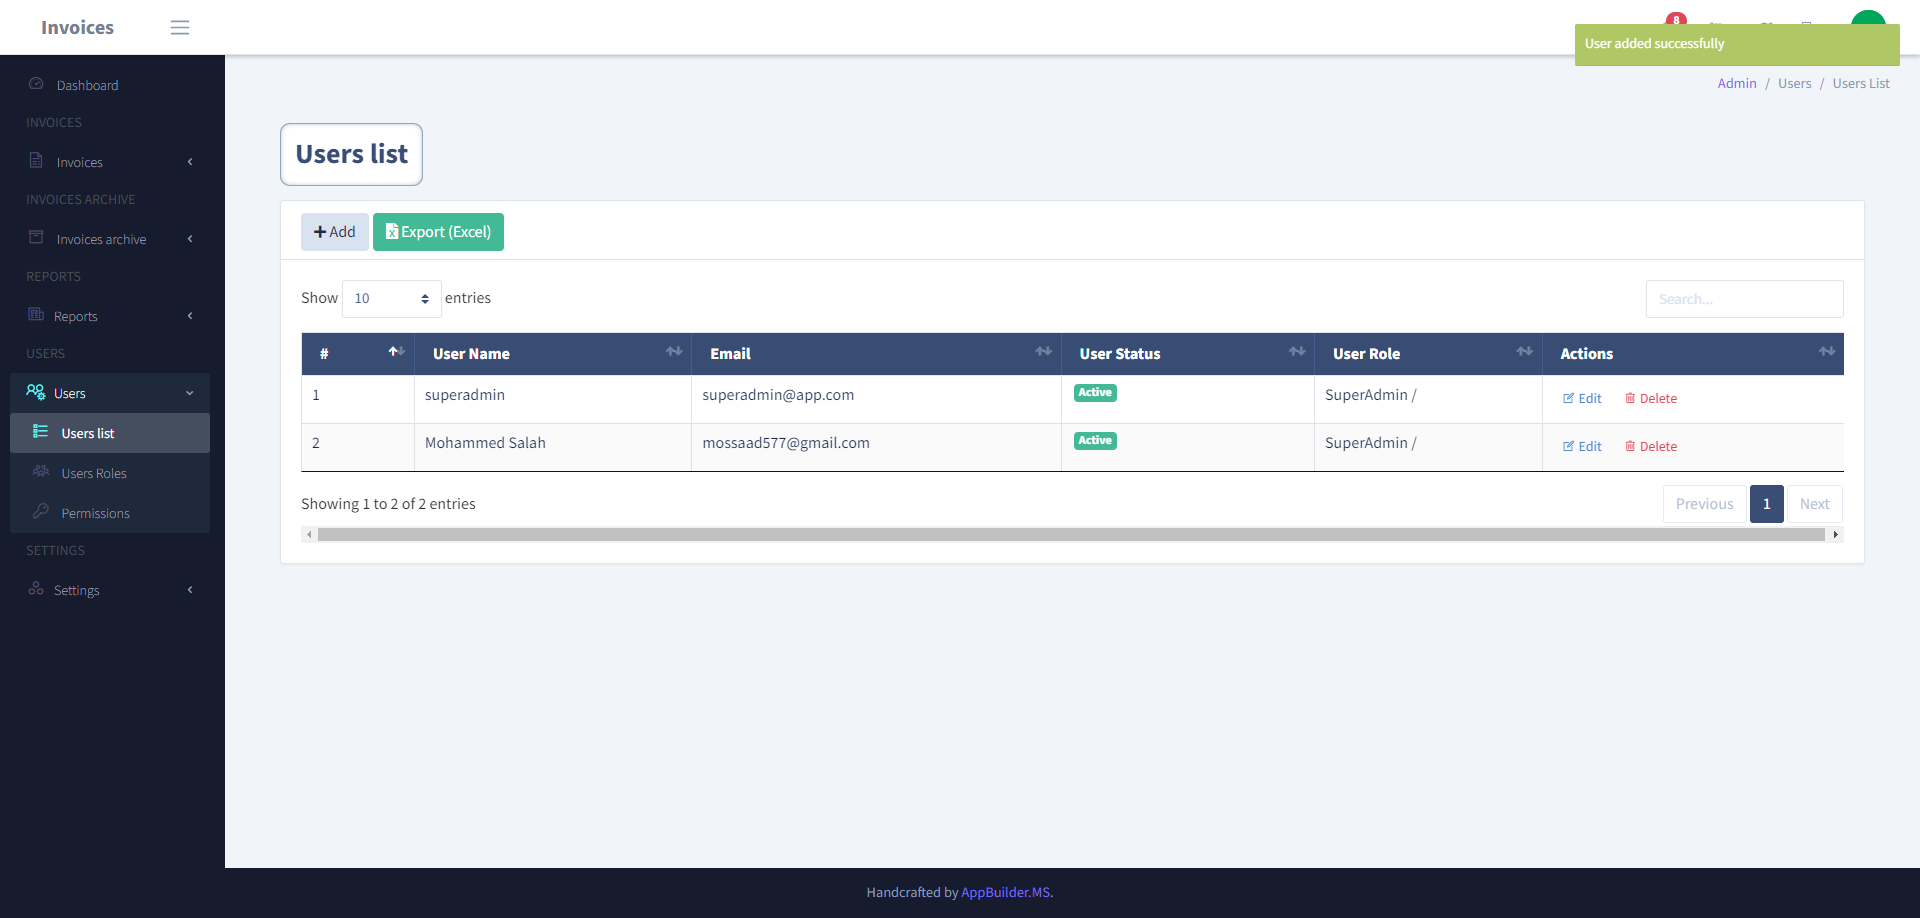 Invoices
8
User added successfully
Admin / Users / Users List
Dashboard
INVOICES
Invoices
INVOICES ARCHIVE
Invoices archive
REPORTS
Reports
USERS
Users
Users list
Users Roles
Permissions
SETTINGS
Settings
Users list
Add Export (Excel)
Show 10 entries Search...
# User Name Email User Status User Role Actions
1 superadmin superadmin@app.com Active SuperAdmin / Edit Delete
2 Mohammed Salah mossaad577@gmail.com Active SuperAdmin / Edit Delete
Showing 1 to 2 of 2 entries Previous 1 Next
Handcrafted by AppBuilder.MS.